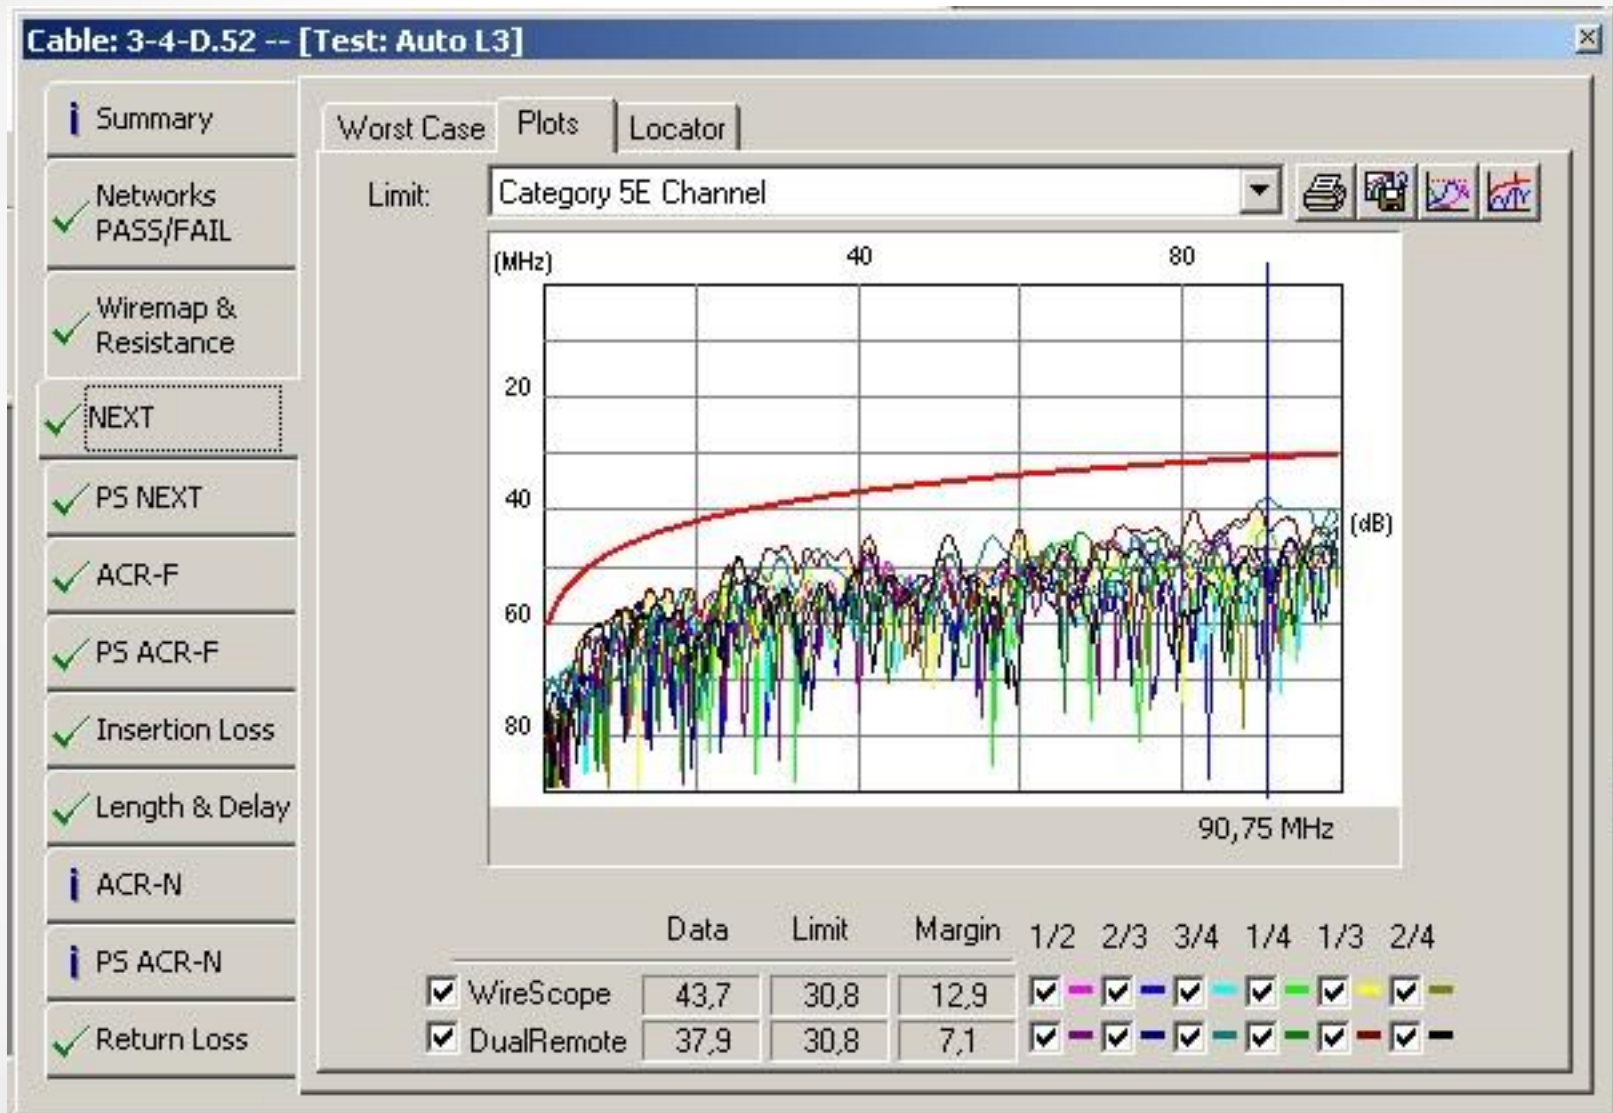 Cable: 3-4-D.52 -- [Test: Auto L3]
Summary
Networks
PASS/FAIL
Wiremap &
Resistance
NEXT
PS NEXT
ACR-F
PS ACR-F
Insertion Loss
Length & Delay
ACR-N
PS ACR-N
Return Loss
Worst Case Plots Locator
Limit: Category 5E Channel
(MHz) 40 80
20
40
(dB)
60
80
90,75 MHz
Data Limit Margin 1/2 2/3 3/4 1/4 1/3 2/4
WireScope 43,7 30,8 12,9
DualRemote 37,9 30,8 7,1